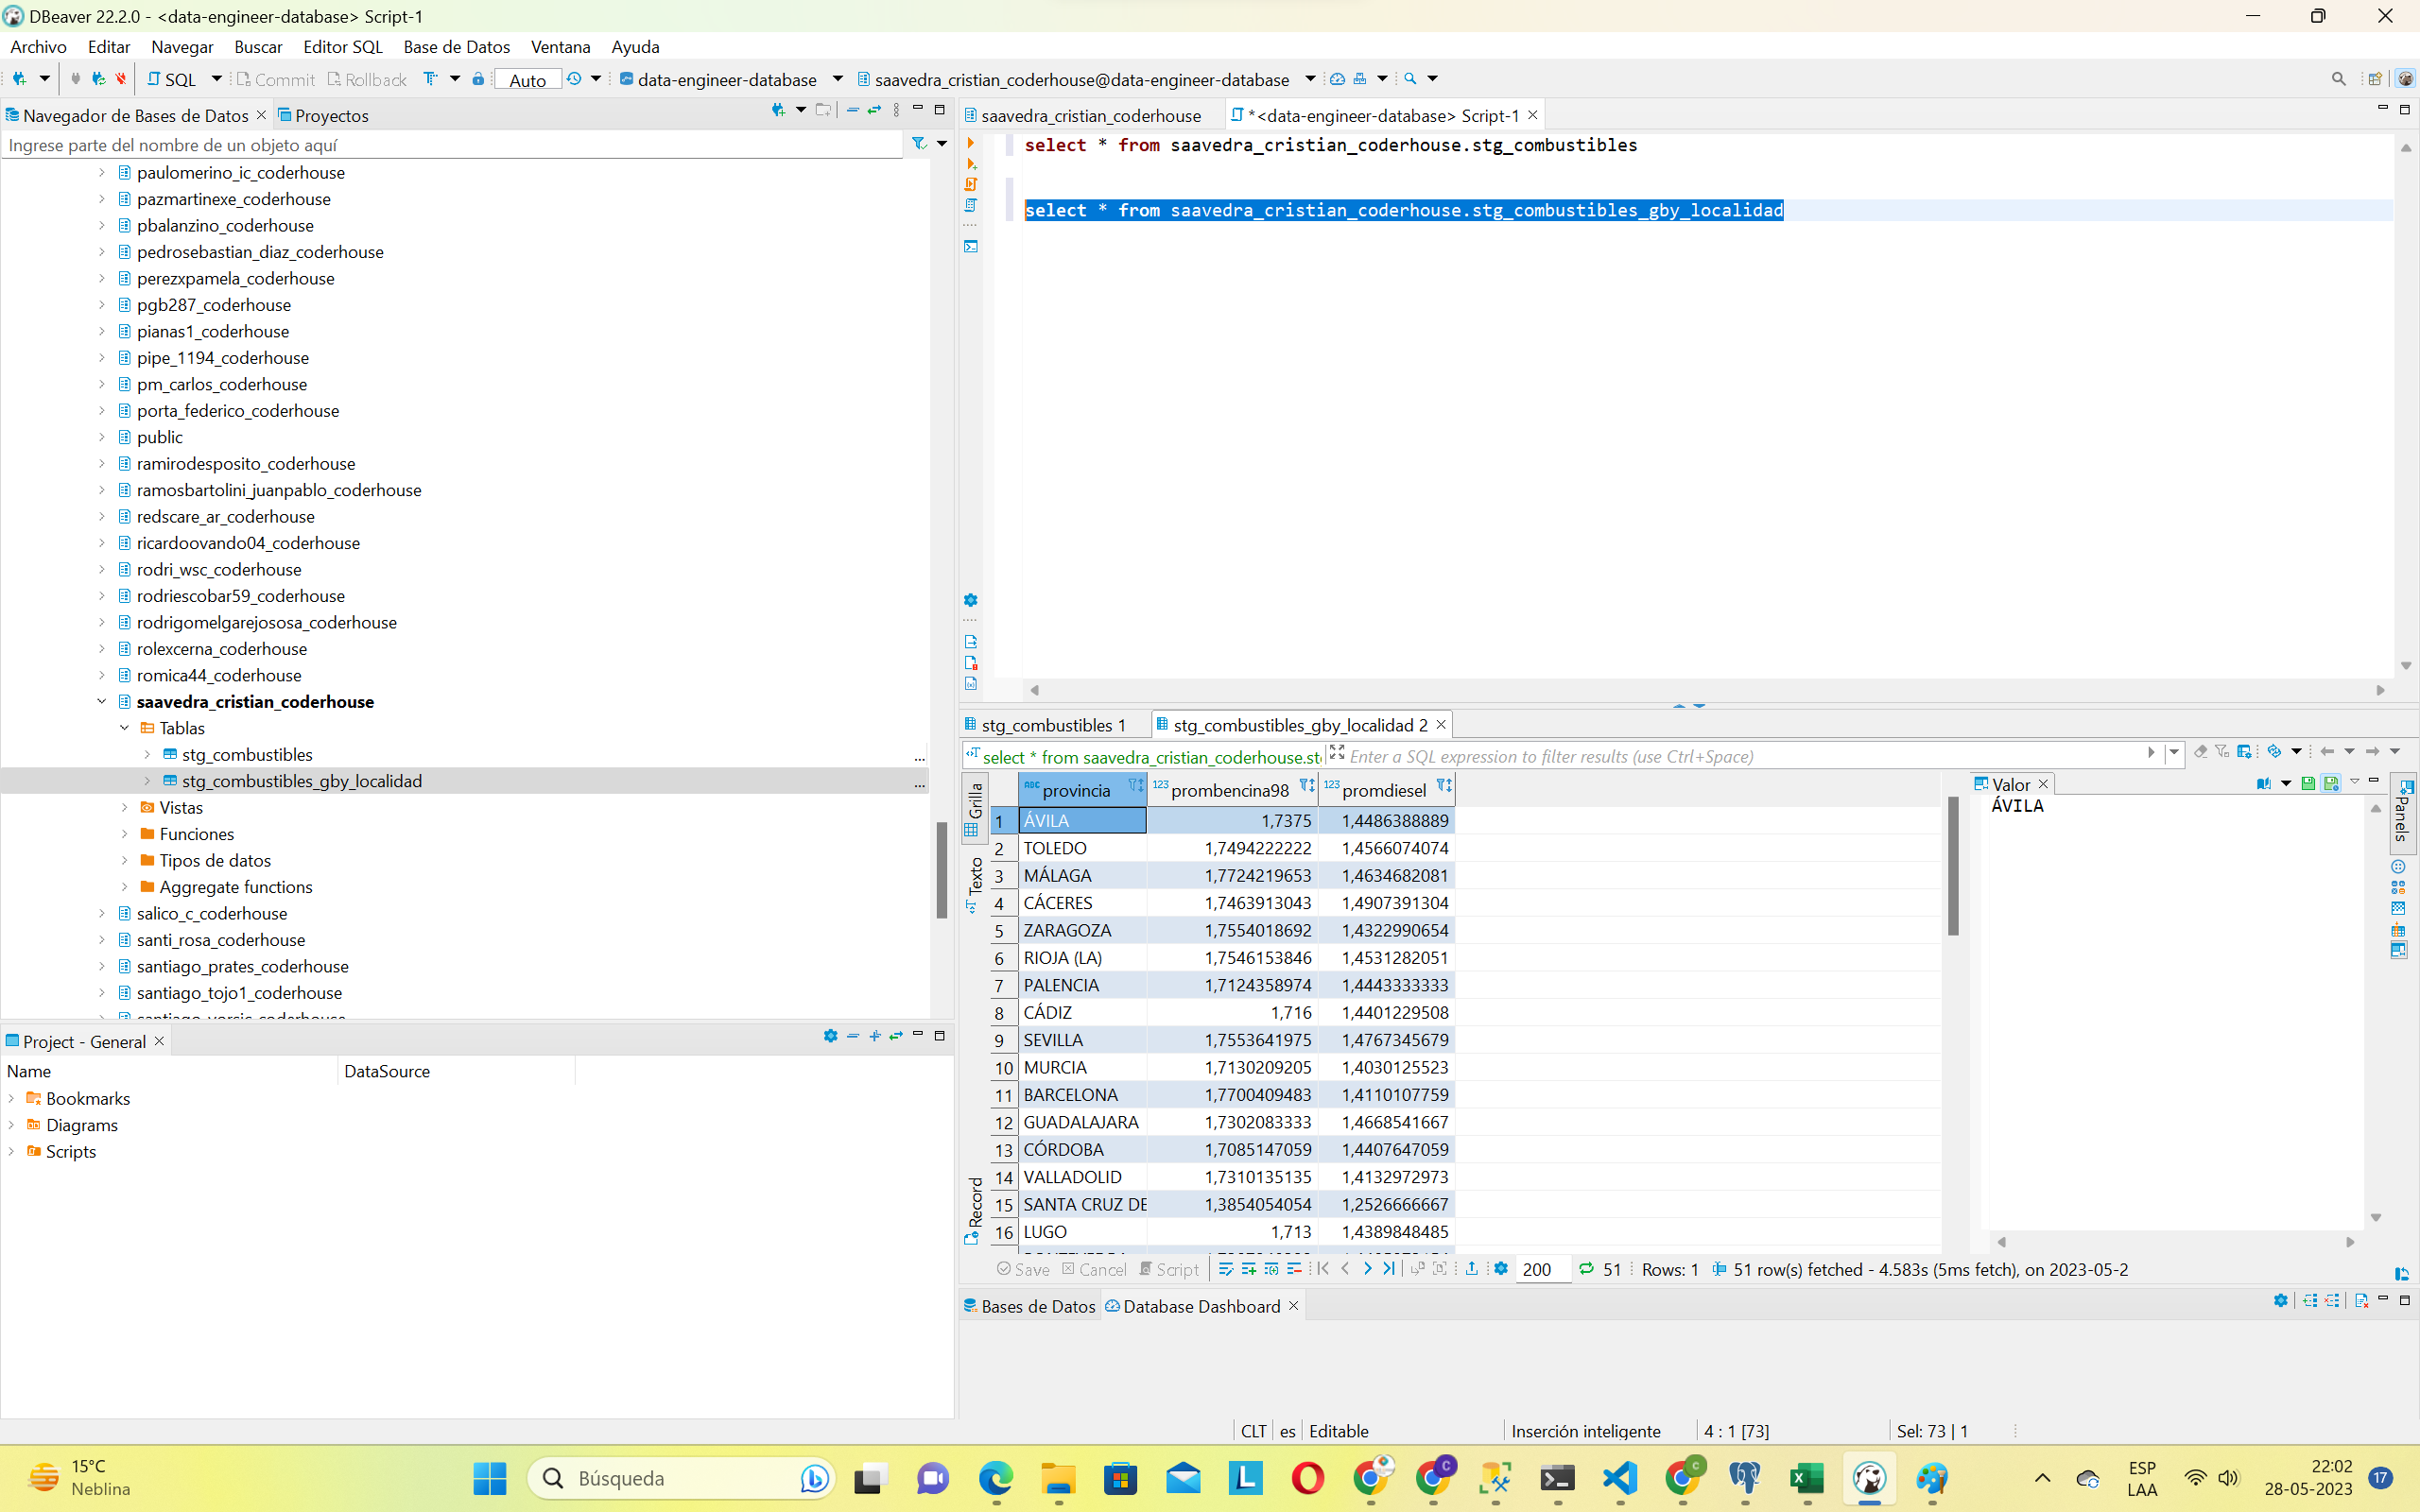 DBeaver 22.2.0 - <data-engineer-database> Script-1
Archivo Editar Navegar Buscar Editor SQL Base de Datos Ventana Ayuda
SQL Commit Rollback Auto data-engineer-database saavedra_cristian_coderhouse@data-engineer-database
Navegador de Bases de Datos Proyectos
Ingrese parte del nombre de un objeto aquí
paulomerino_ic_coderhouse
pazmartinexe_coderhouse
pbalanzino_coderhouse
pedrosebastian_diaz_coderhouse
perezxpamela_coderhouse
pgb287_coderhouse
pianas1_coderhouse
pipe_1194_coderhouse
pm_carlos_coderhouse
porta_federico_coderhouse
public
ramirodesposito_coderhouse
ramosbartolini_juanpablo_coderhouse
redscare_ar_coderhouse
ricardoovando04_coderhouse
rodri_wsc_coderhouse
rodriescobar59_coderhouse
rodrigomelgarejososa_coderhouse
rolexcerna_coderhouse
romica44_coderhouse
saavedra_cristian_coderhouse
Tablas
stg_combustibles ...
stg_combustibles_gby_localidad ...
Vistas
Funciones
Tipos de datos
Aggregate functions
salico_c_coderhouse
santi_rosa_coderhouse
santiago_prates_coderhouse
santiago_tojo1_coderhouse
Project - General
Name DataSource
Bookmarks
Diagrams
Scripts
saavedra_cristian_coderhouse *<data-engineer-database> Script-1
select * from saavedra_cristian_coderhouse.stg_combustibles
select * from saavedra_cristian_coderhouse.stg_combustibles_gby_localidad
stg_combustibles 1 stg_combustibles_gby_localidad 2
select * from saavedra_cristian_coderhouse.st Enter a SQL expression to filter results (use Ctrl+Space)
Grilla
Texto
Record
ABC provincia 123 prombencina98 123 promdiesel
1 ÁVILA 1,7375 1,4486388889
2 TOLEDO 1,7494222222 1,4566074074
3 MÁLAGA 1,7724219653 1,4634682081
4 CÁCERES 1,7463913043 1,4907391304
5 ZARAGOZA 1,7554018692 1,4322990654
6 RIOJA (LA) 1,7546153846 1,4531282051
7 PALENCIA 1,7124358974 1,4443333333
8 CÁDIZ 1,716 1,4401229508
9 SEVILLA 1,7553641975 1,4767345679
10 MURCIA 1,7130209205 1,4030125523
11 BARCELONA 1,7700409483 1,4110107759
12 GUADALAJARA 1,7302083333 1,4668541667
13 CÓRDOBA 1,7085147059 1,4407647059
14 VALLADOLID 1,7310135135 1,4132972973
15 SANTA CRUZ DE 1,3854054054 1,2526666667
16 LUGO 1,713 1,4389848485
Valor
ÁVILA
Panels
Save Cancel Script 200 51 Rows: 1 51 row(s) fetched - 4.583s (5ms fetch), on 2023-05-2
Bases de Datos Database Dashboard
CLT es Editable Inserción inteligente 4 : 1 [73] Sel: 73 | 1
15°C
Neblina
Búsqueda
ESP
LAA
22:02
28-05-2023
17